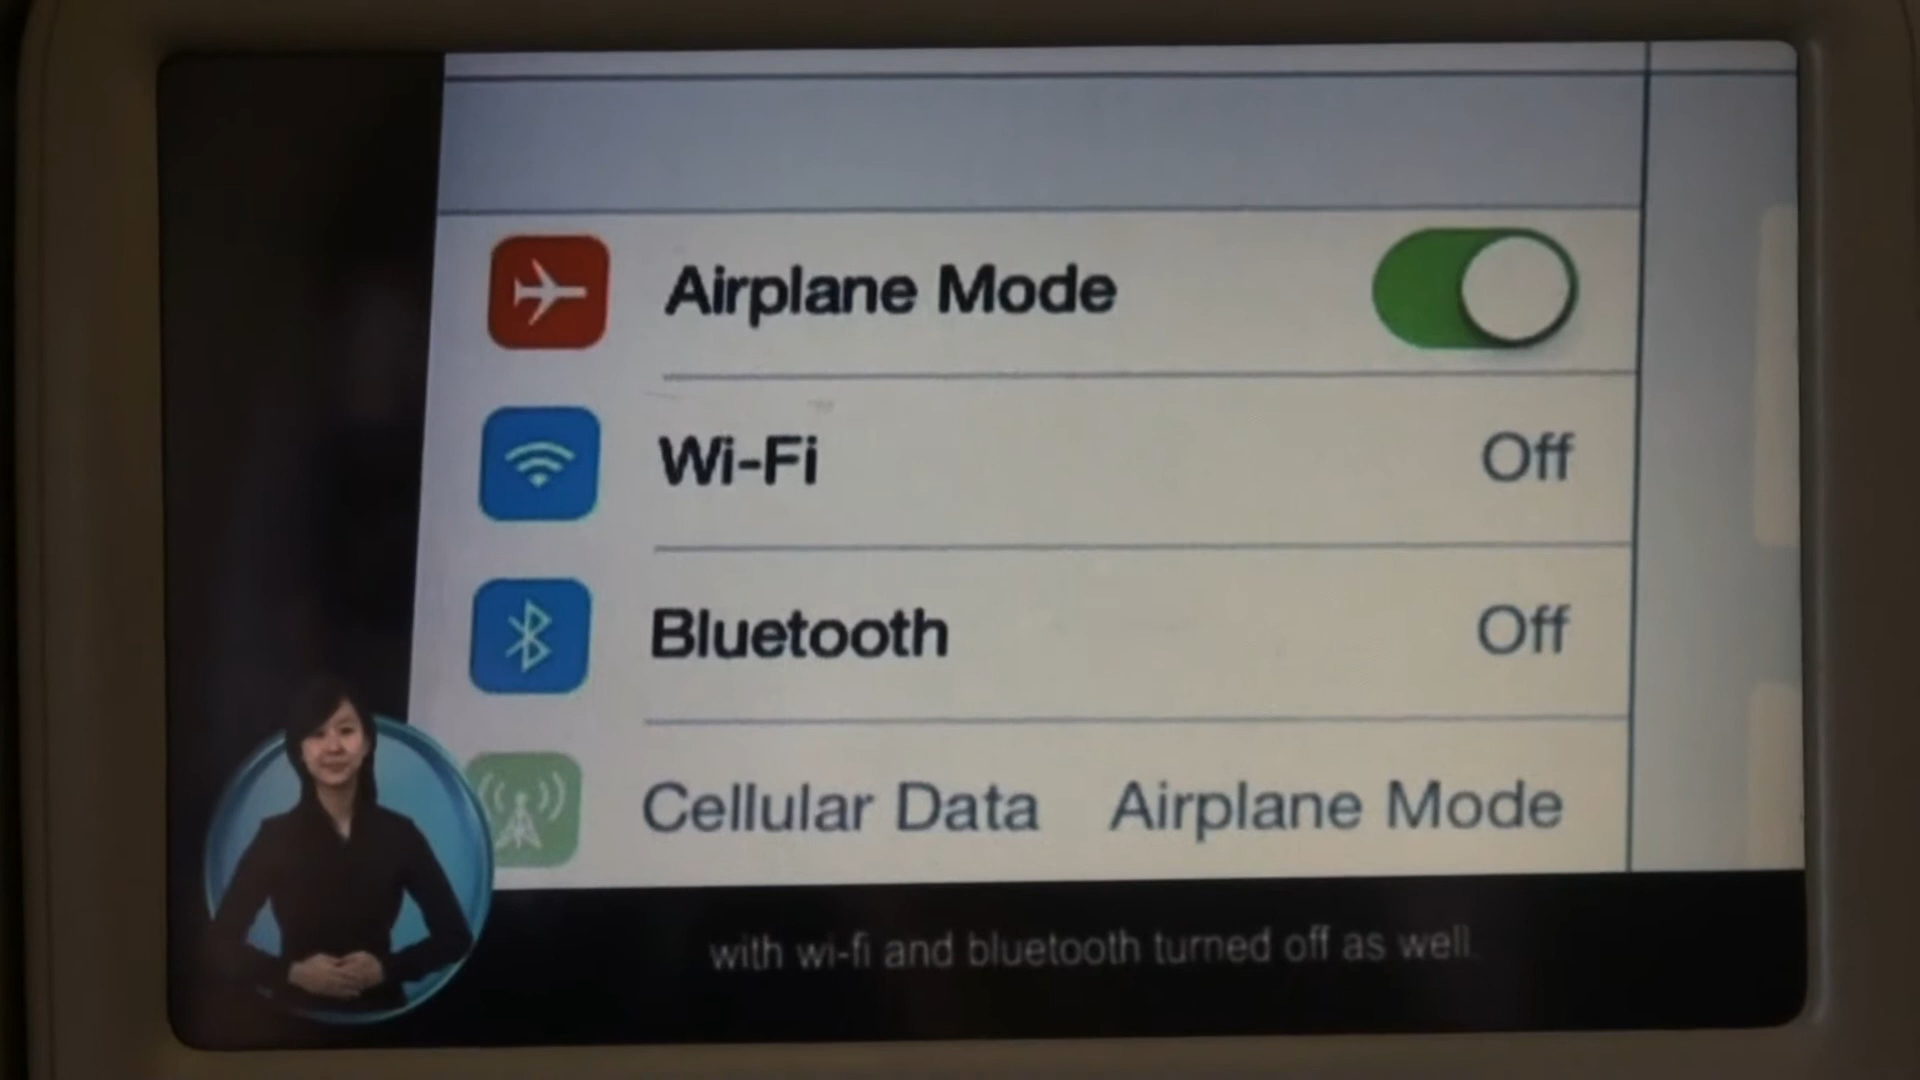 Airplane Mode
Wi-Fi Off
Bluetooth Off
Cellular Data Airplane Mode
with wi-fi and bluetooth turned off as well.